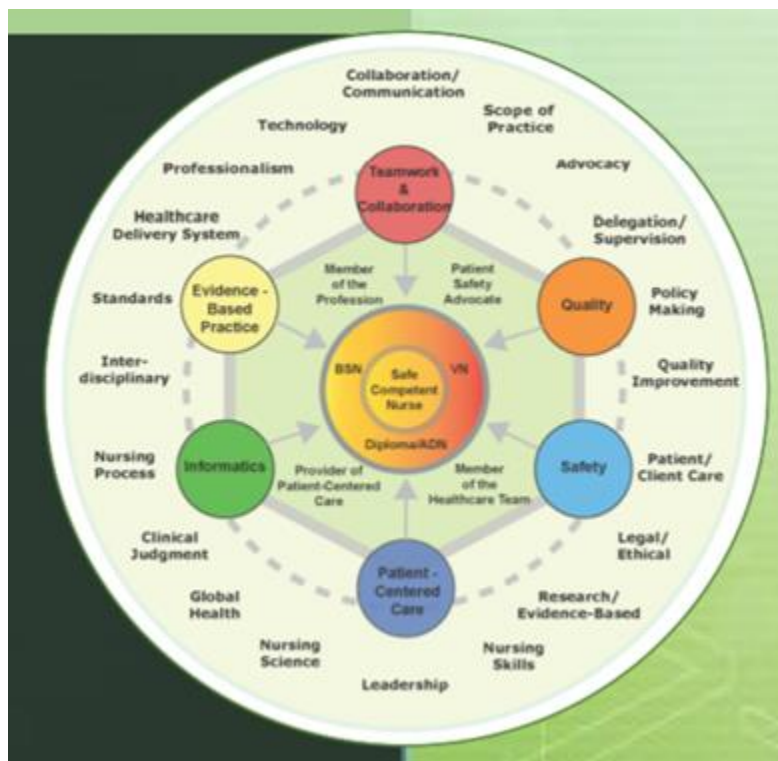 Collaboration/
Communication
Scope of
Practice
Technology
Advocacy
Professionalism
Teamwork
&
Collaboration
Healthcare
Delivery System
Delegation/
Supervision
Member
of the
Profession
Patient
Safety
Advocate
Standards
Evidence -
Based
Practice
Quality
Policy
Making
Inter-
disciplinary
BSN
Safe
Competent
Nurse
VN
Quality
Improvement
Diploma/ADN
Nursing
Process
Informatics
Provider of
Patient-Centered
Care
Member
of the
Healthcare Team
Safety
Patient/
Client Care
Clinical
Judgment
Legal/
Ethical
Patient -
Centered
Care
Global
Health
Research/
Evidence-Based
Nursing
Science
Nursing
Skills
Leadership